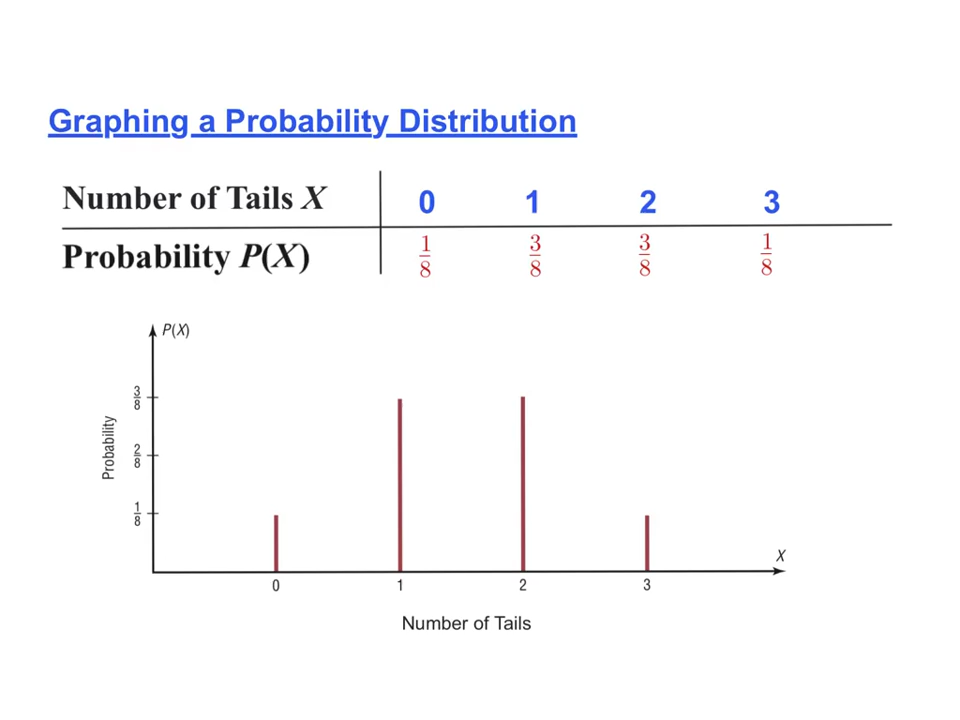 Graphing a Probability Distribution
Number of Tails X 0 1 2 3
Probability P(X) 1/8 3/8 3/8 1/8
P(X)
3/8
2/8
1/8
Probability
X
0 1 2 3
Number of Tails